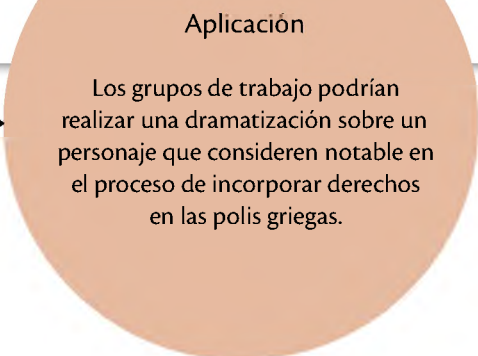 Aplicación
Los grupos de trabajo podrían
realizar una dramatización sobre un
personaje que consideren notable en
el proceso de incorporar derechos
en las polis griegas.